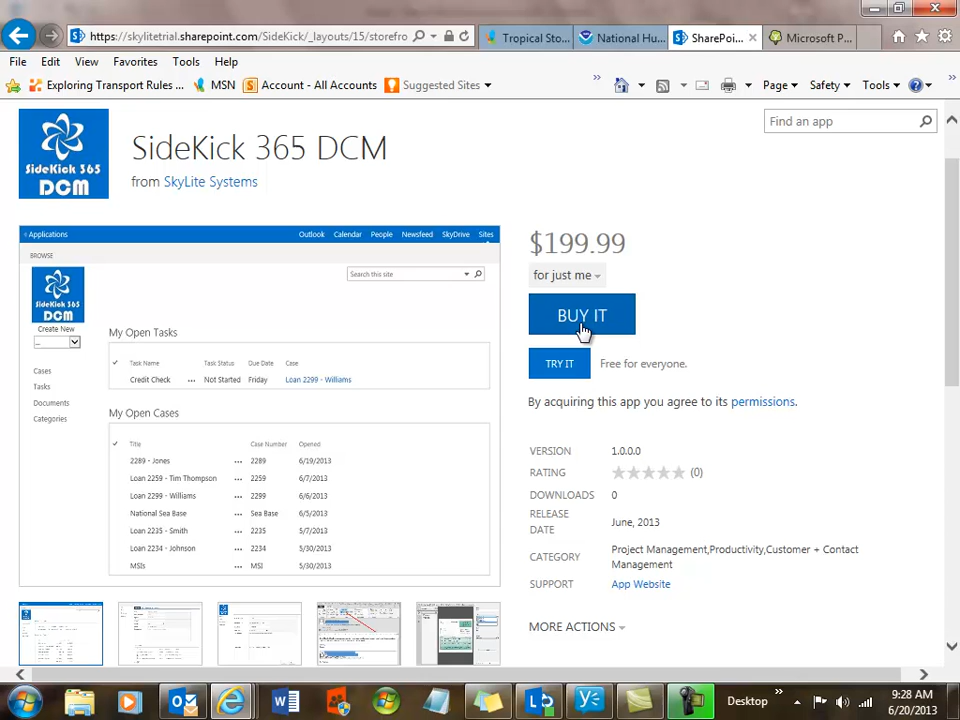 https://skylitetrial.sharepoint.com/SideKick/_layouts/15/storefro
Tropical Sto...
National Hu...
SharePoi...
Microsoft P...
File Edit View Favorites Tools Help
Exploring Transport Rules ...
MSN
Account - All Accounts
Suggested Sites
Page
Safety
Tools
SideKick 365
DCM
SideKick 365 DCM
from SkyLite Systems
Find an app
Applications
Outlook Calendar People Newsfeed SkyDrive Sites
BROWSE
SideKick 365
DCM
Search this site
Create New
Cases
Tasks
Documents
Categories
My Open Tasks
Task Name Task Status Due Date Case
Credit Check ... Not Started Friday Loan 2299 - Williams
My Open Cases
Title Case Number Opened
2289 - Jones ... 2289 6/19/2013
Loan 2259 - Tim Thompson ... 2259 6/7/2013
Loan 2299 - Williams ... 2299 6/6/2013
National Sea Base ... Sea Base 6/5/2013
Loan 2235 - Smith ... 2235 5/7/2013
Loan 2234 - Johnson ... 2234 5/30/2013
MSIs ... MSI 5/30/2013
$199.99
for just me
BUY IT
TRY IT Free for everyone.
By acquiring this app you agree to its permissions.
VERSION 1.0.0.0
RATING (0)
DOWNLOADS 0
RELEASE DATE June, 2013
CATEGORY Project Management,Productivity,Customer + Contact
Management
SUPPORT App Website
MORE ACTIONS
Desktop
9:28 AM
6/20/2013